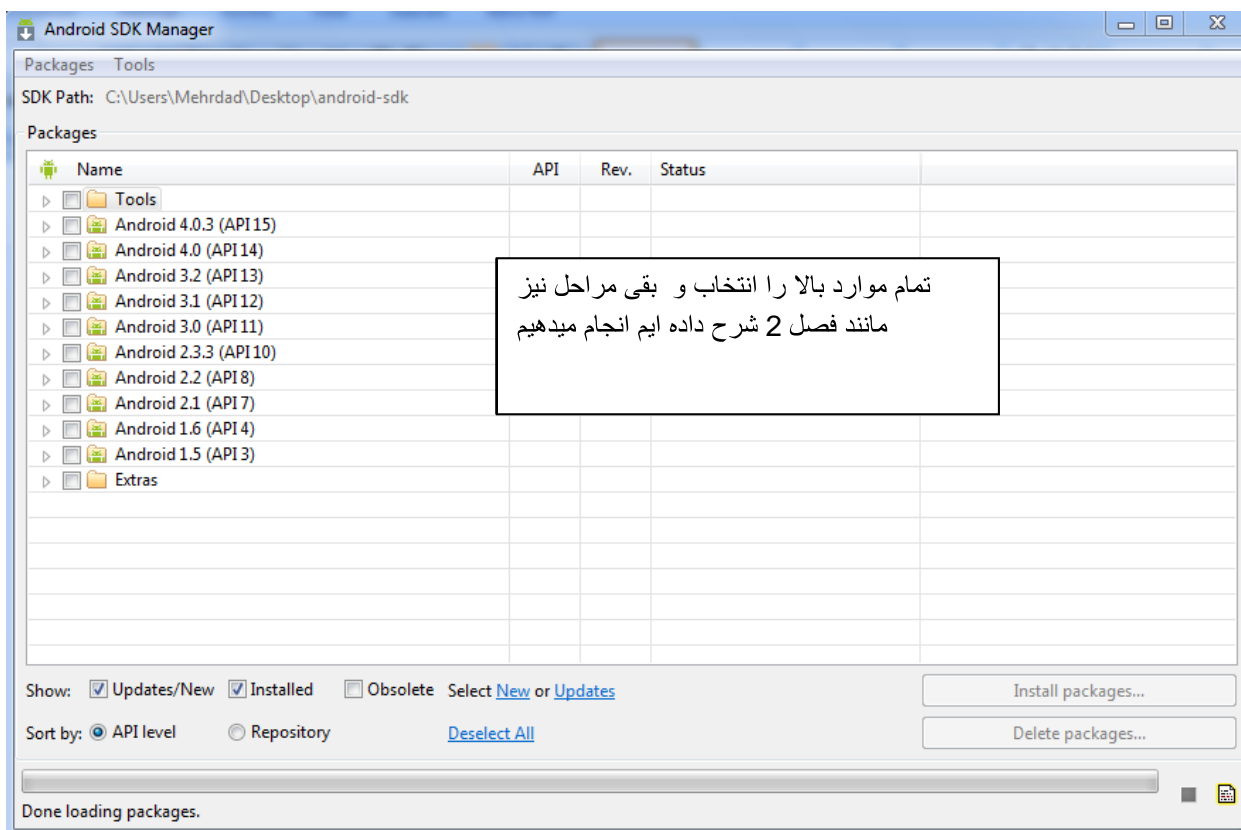 Android SDK Manager
Packages Tools
SDK Path: C:\Users\Mehrdad\Desktop\android-sdk
Packages
Name API Rev. Status
Tools
Android 4.0.3 (API 15)
Android 4.0 (API 14)
Android 3.2 (API 13)
Android 3.1 (API 12)
Android 3.0 (API 11)
Android 2.3.3 (API 10)
Android 2.2 (API 8)
Android 2.1 (API 7)
Android 1.6 (API 4)
Android 1.5 (API 3)
Extras
تمام موارد بالا را انتخاب و بقی مراحل نیز
مانند فصل 2 شرح داده ایم انجام میدهیم
Show: Updates/New Installed Obsolete Select New or Updates
Install packages...
Sort by: API level Repository Deselect All
Delete packages...
Done loading packages.